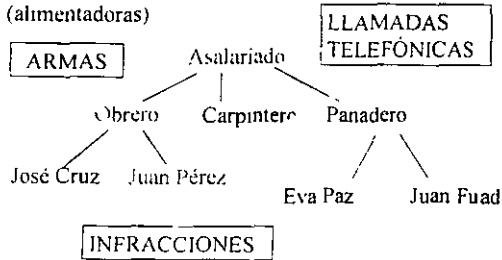 (alimentadoras)
LLAMADAS
TELEFÓNICAS
ARMAS
Asalariado
Obrero Carpintero Panadero
José Cruz Juan Pérez
Eva Paz Juan Fuad
INFRACCIONES